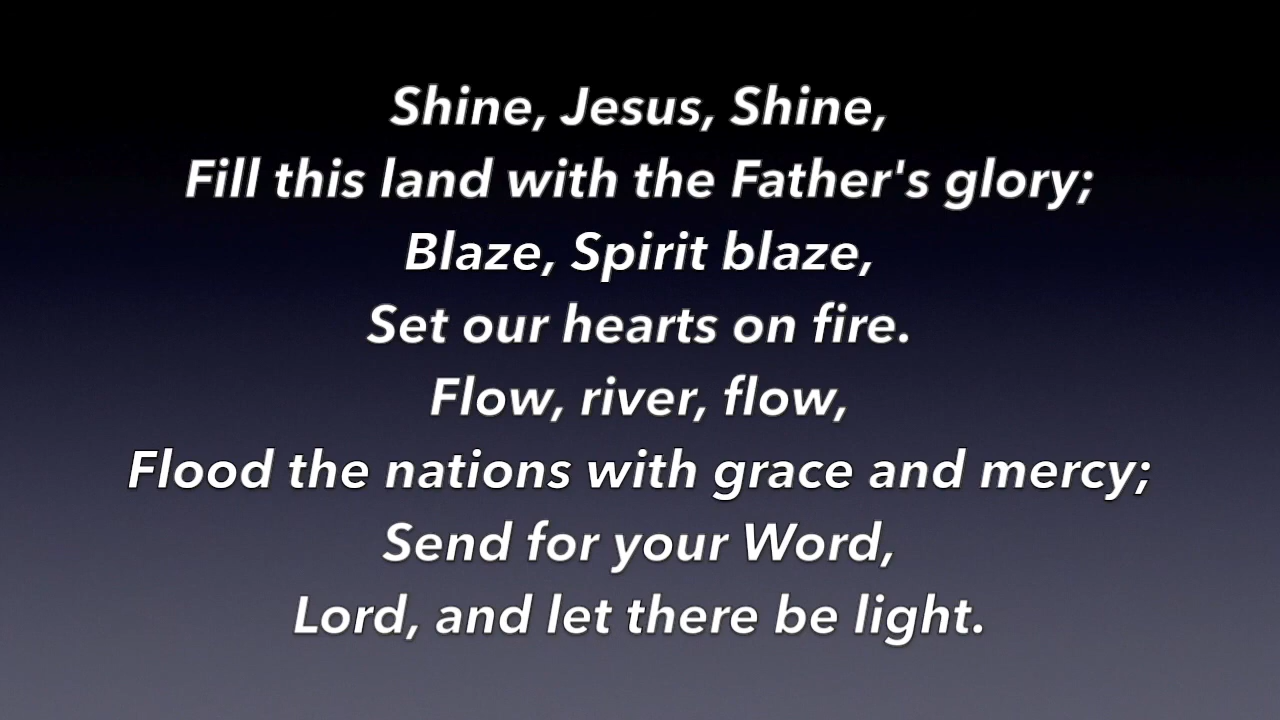 Shine, Jesus, Shine,
Fill this land with the Father's glory;
Blaze, Spirit blaze,
Set our hearts on fire.
Flow, river, flow,
Flood the nations with grace and mercy;
Send for your Word,
Lord, and let there be light.